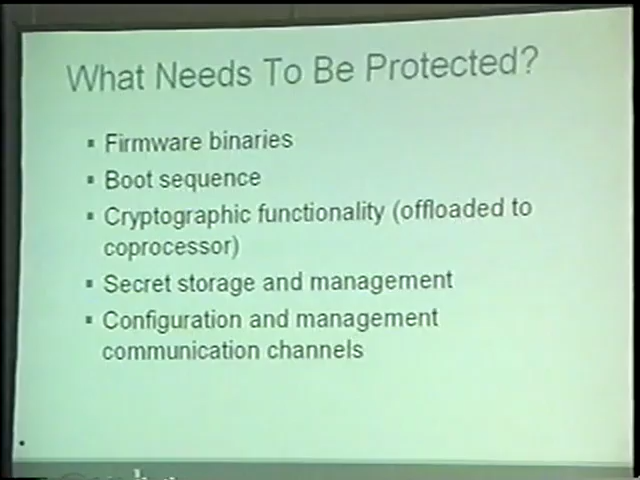 What Needs To Be Protected?
▪ Firmware binaries
▪ Boot sequence
▪ Cryptographic functionality (offloaded to
coprocessor)
▪ Secret storage and management
▪ Configuration and management
communication channels